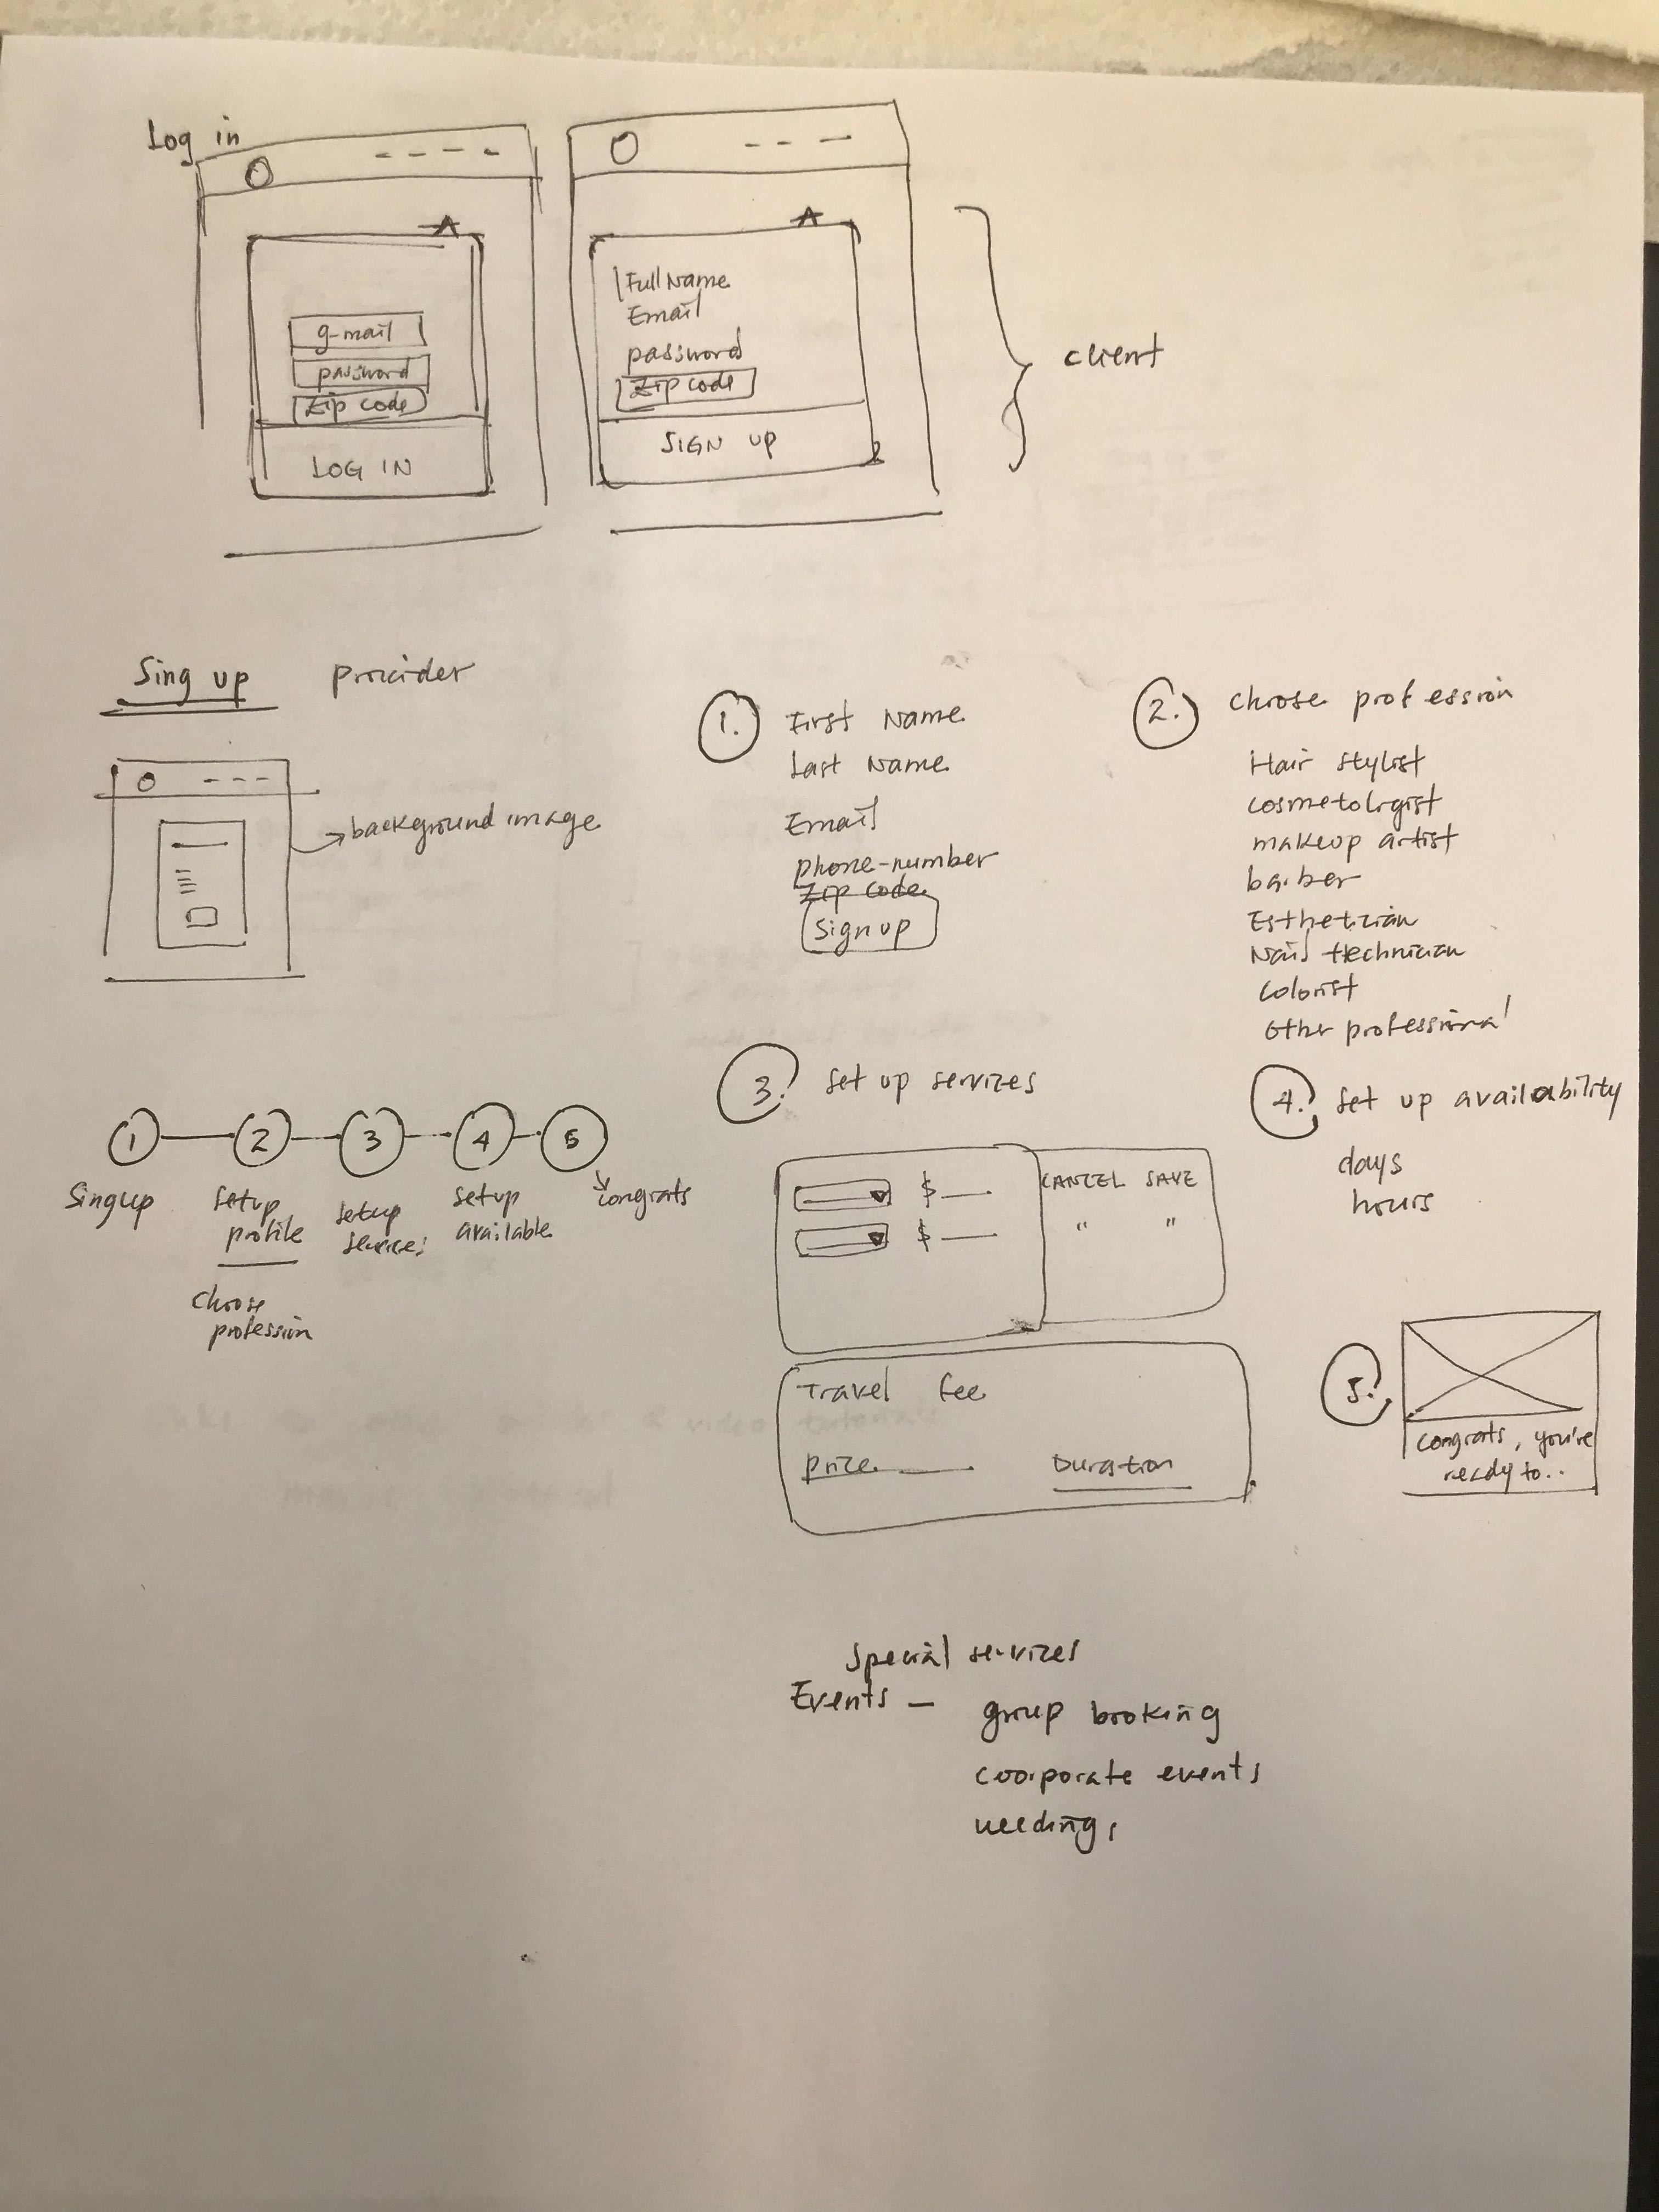 Log in
g-mail
password
Zip code
LOG IN
Full Name
Email
password
Zip code
SIGN UP
client
Sing up provider
background image
1. First Name
Last Name
Email
phone-number
Zip code
Sign up
2. choose profession
Hair stylist
cosmetologist
makeup artist
barber
Esthetician
Nail technician
Colorist
other professional
1 2 3 4 5
Singup
setup
profile
choose
profession
setup
services
setup
available
congrats
3. set up services
$
$
CANCEL SAVE
" "
Travel fee
price
Duration
4. set up availability
days
hours
5.
congrats, you're
ready to..
special services
Events - group booking
coorporate events
weddings